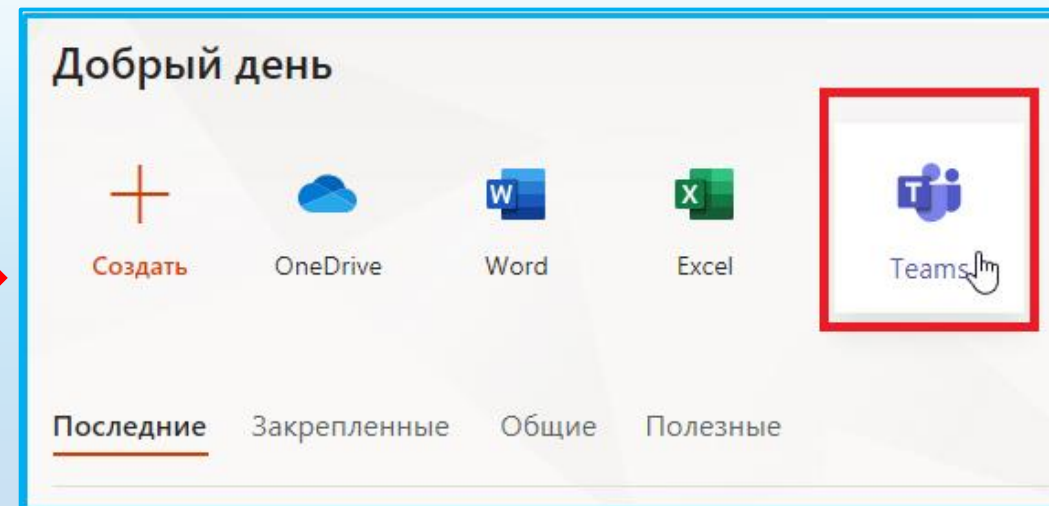 Добрый день
W X T
Создать OneDrive Word Excel Teams
Последние Закрепленные Общие Полезные